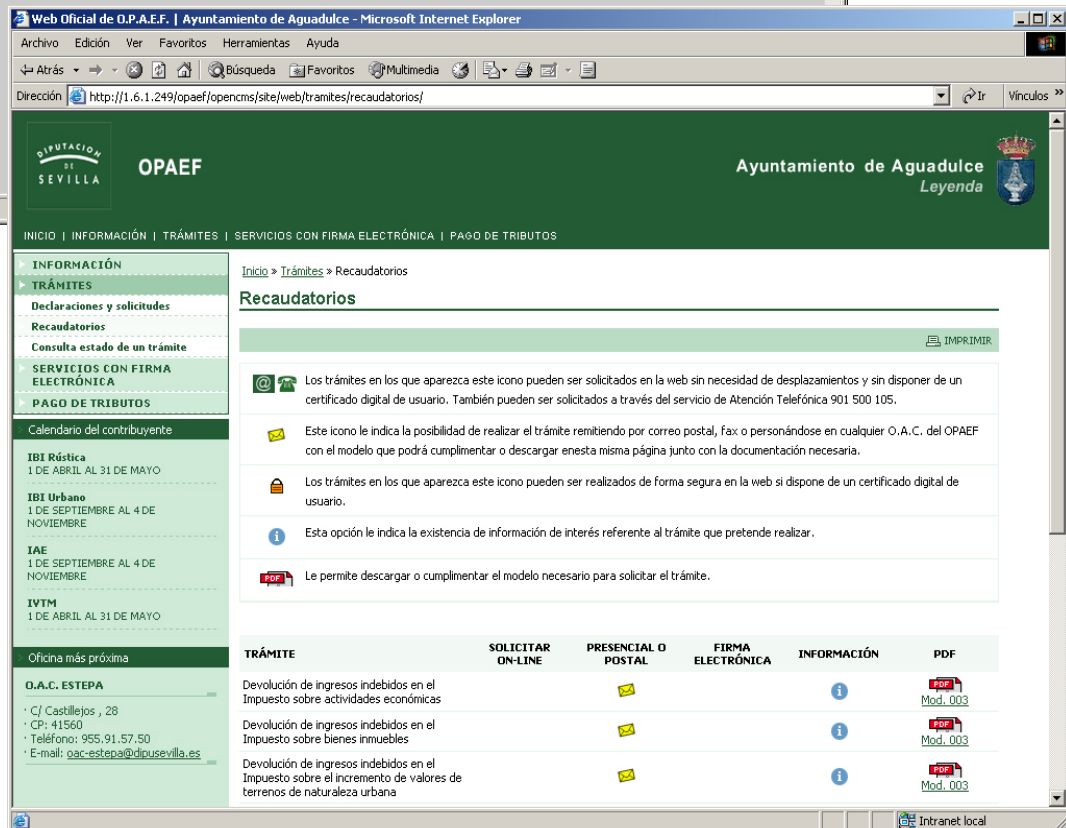 Web Oficial de O.P.A.E.F. | Ayuntamiento de Aguadulce - Microsoft Internet Explorer
Archivo Edición Ver Favoritos Herramientas Ayuda
Atrás Búsqueda Favoritos Multimedia
Dirección http://1.6.1.249/opaef/opencms/site/web/tramites/recaudatorios/ Ir Vínculos »
DIPUTACION
DE
SEVILLA
OPAEF
Ayuntamiento de Aguadulce
Leyenda
INICIO | INFORMACIÓN | TRÁMITES | SERVICIOS CON FIRMA ELECTRÓNICA | PAGO DE TRIBUTOS
INFORMACIÓN
TRÁMITES
Declaraciones y solicitudes
Recaudatorios
Consulta estado de un trámite
SERVICIOS CON FIRMA
ELECTRÓNICA
PAGO DE TRIBUTOS
Calendario del contribuyente
IBI Rústica
1 DE ABRIL AL 31 DE MAYO
IBI Urbano
1 DE SEPTIEMBRE AL 4 DE
NOVIEMBRE
IAE
1 DE SEPTIEMBRE AL 4 DE
NOVIEMBRE
IVTM
1 DE ABRIL AL 31 DE MAYO
Oficina más próxima
O.A.C. ESTEPA
· C/ Castillejos , 28
· CP: 41560
· Teléfono: 955.91.57.50
· E-mail: oac-estepa@dipusevilla.es
Inicio » Trámites » Recaudatorios
Recaudatorios
IMPRIMIR
@ Los trámites en los que aparezca este icono pueden ser solicitados en la web sin necesidad de desplazamientos y sin disponer de un
certificado digital de usuario. También pueden ser solicitados a través del servicio de Atención Telefónica 901 500 105.
Este icono le indica la posibilidad de realizar el trámite remitiendo por correo postal, fax o personándose en cualquier O.A.C. del OPAEF
con el modelo que podrá cumplimentar o descargar enesta misma página junto con la documentación necesaria.
Los trámites en los que aparezca este icono pueden ser realizados de forma segura en la web si dispone de un certificado digital de
usuario.
i Esta opción le indica la existencia de información de interés referente al trámite que pretende realizar.
PDF Le permite descargar o cumplimentar el modelo necesario para solicitar el trámite.
TRÁMITE SOLICITAR ON-LINE PRESENCIAL O POSTAL FIRMA ELECTRÓNICA INFORMACIÓN PDF
Devolución de ingresos indebidos en el i PDF
Impuesto sobre actividades económicas Mod. 003
Devolución de ingresos indebidos en el i PDF
Impuesto sobre bienes inmuebles Mod. 003
Devolución de ingresos indebidos en el
Impuesto sobre el incremento de valores de i PDF
terrenos de naturaleza urbana Mod. 003
Intranet local